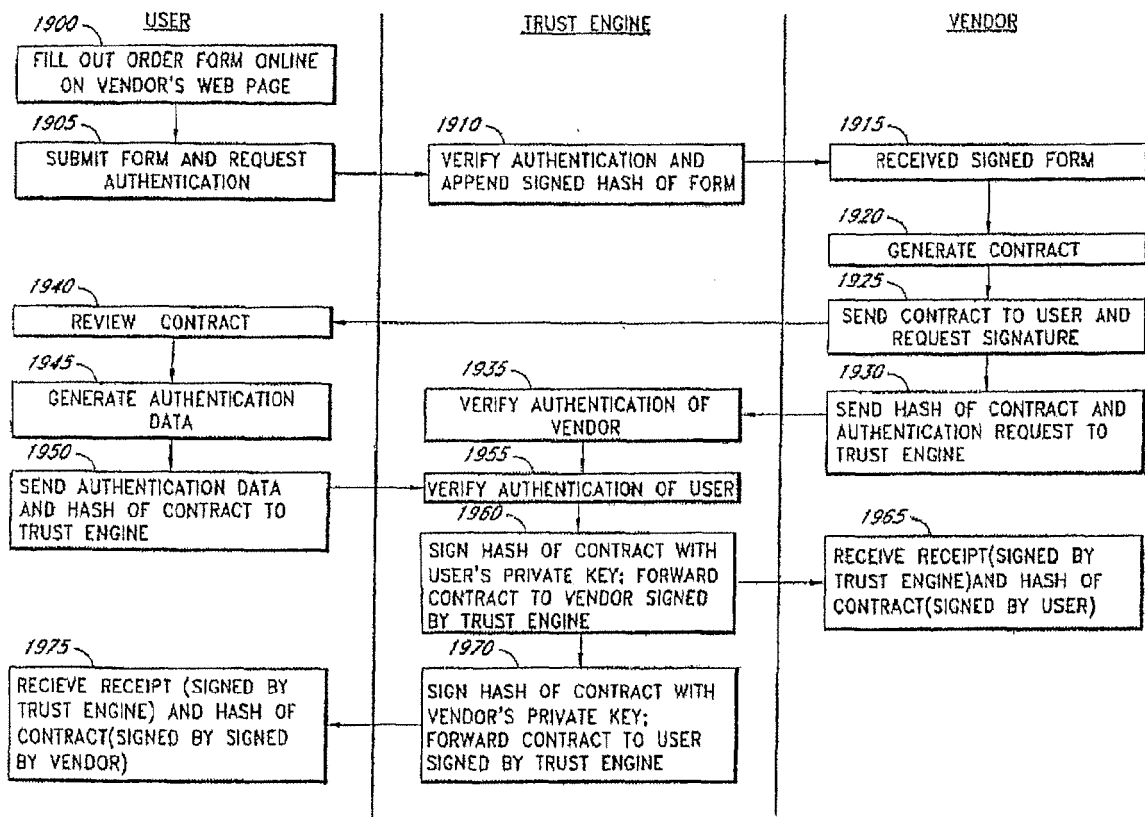 USER
TRUST ENGINE
VENDOR
1900
FILL OUT ORDER FORM ONLINE
ON VENDOR'S WEB PAGE
1905
SUBMIT FORM AND REQUEST
AUTHENTICATION
1910
VERIFY AUTHENTICATION AND
APPEND SIGNED HASH OF FORM
1915
RECEIVED SIGNED FORM
1920
GENERATE CONTRACT
1925
SEND CONTRACT TO USER AND
REQUEST SIGNATURE
1940
REVIEW CONTRACT
1945
GENERATE AUTHENTICATION
DATA
1935
VERIFY AUTHENTICATION OF
VENDOR
1930
SEND HASH OF CONTRACT AND
AUTHENTICATION REQUEST TO
TRUST ENGINE
1950
SEND AUTHENTICATION DATA
AND HASH OF CONTRACT TO
TRUST ENGINE
1955
VERIFY AUTHENTICATION OF USER
1960
SIGN HASH OF CONTRACT WITH
USER'S PRIVATE KEY; FORWARD
CONTRACT TO VENDOR SIGNED
BY TRUST ENGINE
1965
RECEIVE RECEIPT(SIGNED BY
TRUST ENGINE)AND HASH OF
CONTRACT(SIGNED BY USER)
1970
SIGN HASH OF CONTRACT WITH
VENDOR'S PRIVATE KEY;
FORWARD CONTRACT TO USER
SIGNED BY TRUST ENGINE
1975
RECIEVE RECEIPT (SIGNED BY
TRUST ENGINE) AND HASH OF
CONTRACT(SIGNED BY SIGNED
BY VENDOR)